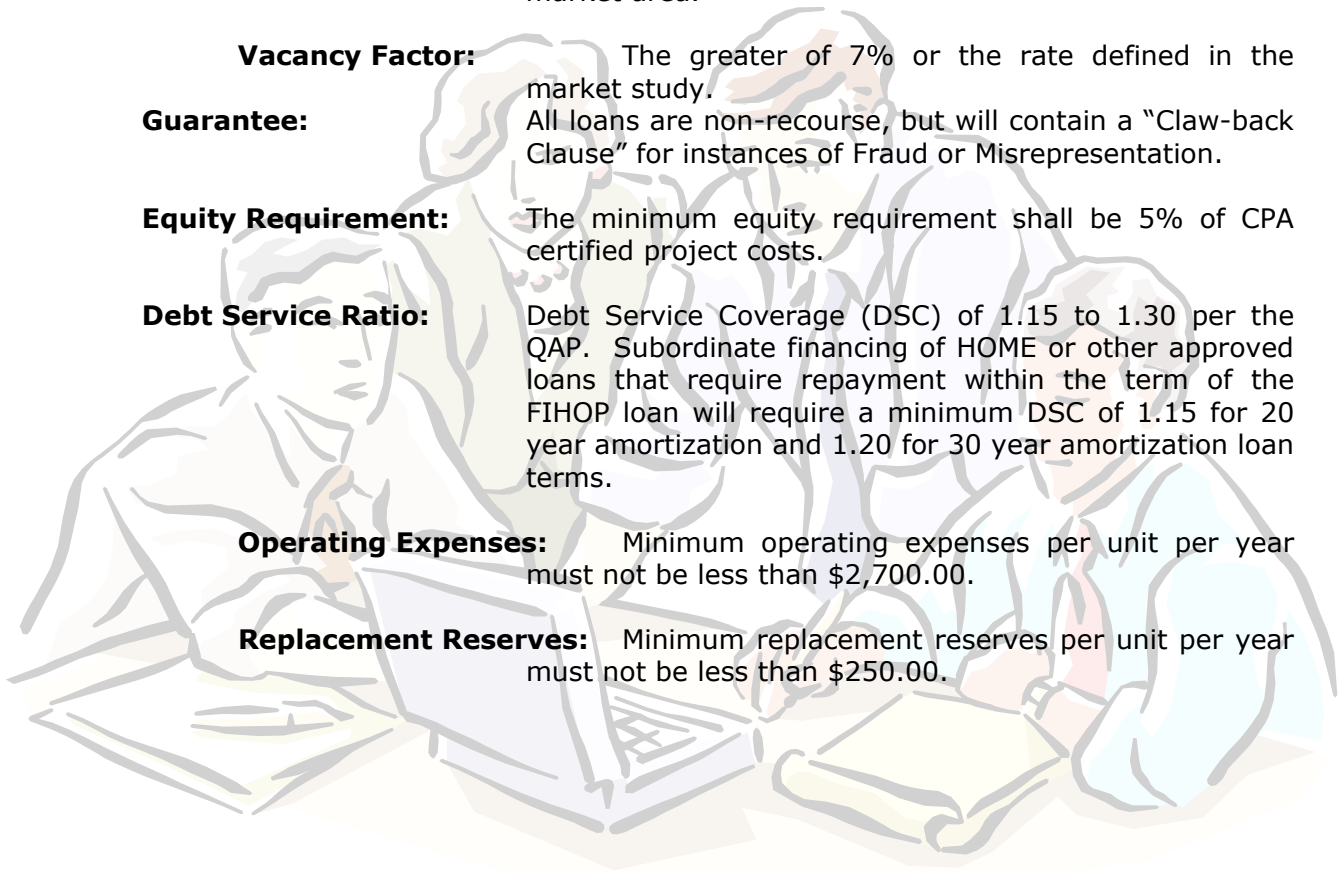 market area.
Vacancy Factor: The greater of 7% or the rate defined in the
market study.
Guarantee: All loans are non-recourse, but will contain a “Claw-back
Clause” for instances of Fraud or Misrepresentation.
Equity Requirement: The minimum equity requirement shall be 5% of CPA
certified project costs.
Debt Service Ratio: Debt Service Coverage (DSC) of 1.15 to 1.30 per the
QAP. Subordinate financing of HOME or other approved
loans that require repayment within the term of the
FIHOP loan will require a minimum DSC of 1.15 for 20
year amortization and 1.20 for 30 year amortization loan
terms.
Operating Expenses: Minimum operating expenses per unit per year
must not be less than $2,700.00.
Replacement Reserves: Minimum replacement reserves per unit per year
must not be less than $250.00.